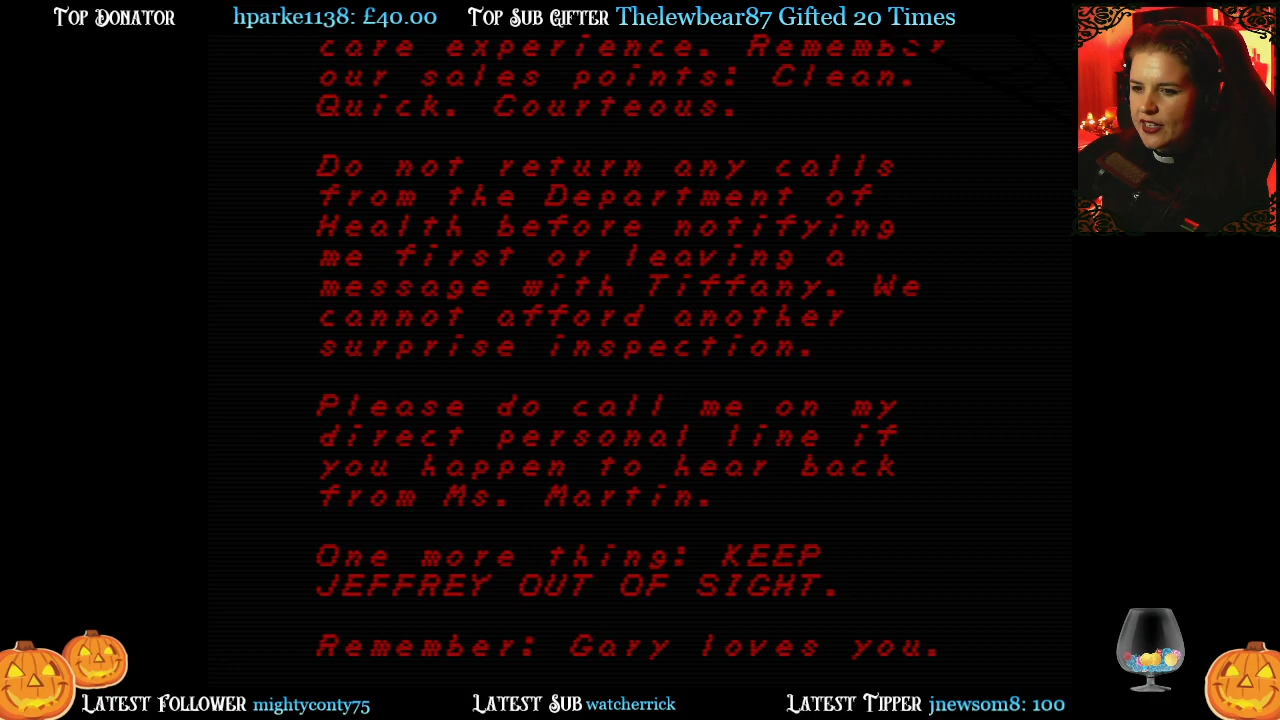 Top Donator hparke1138: £40.00 Top Sub Gifter Thelewbear87 Gifted 20 Times
care experience. Remember
our sales points: Clean.
Quick. Courteous.
Do not return any calls
from the Department of
Health before notifying
me first or leaving a
message with Tiffany. We
cannot afford another
surprise inspection.
Please do call me on my
direct personal line if
you happen to hear back
from Ms. Martin.
One more thing: KEEP
JEFFREY OUT OF SIGHT.
Remember: Gary loves you.
Latest Follower mightyconty75 Latest Sub watcherrick Latest Tipper jnewsom8: 100